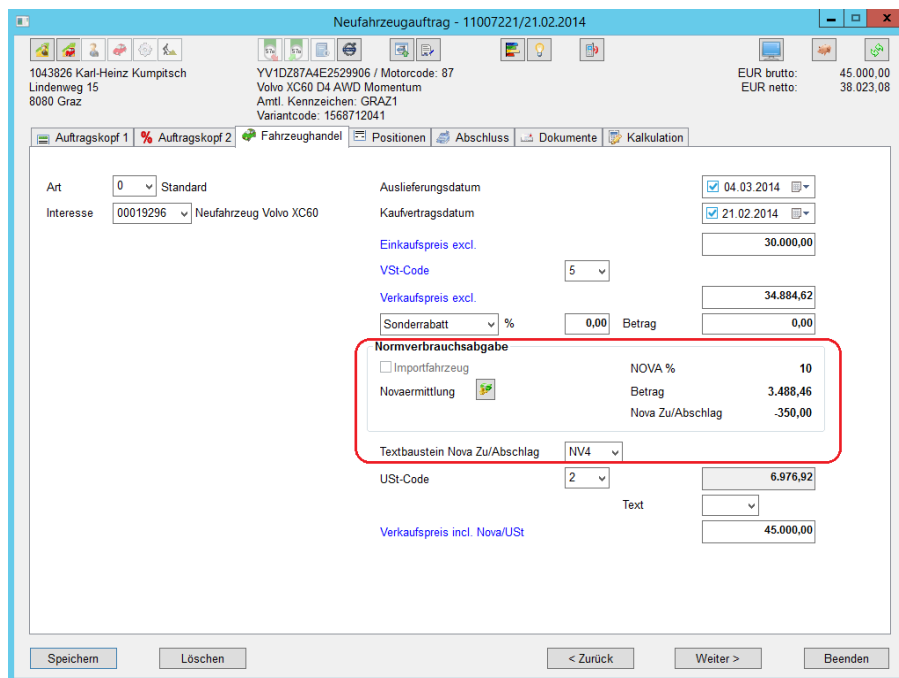 Neufahrzeugauftrag - 11007221/21.02.2014
1043826 Karl-Heinz Kumpitsch
Lindenweg 15
8080 Graz
YV1DZ87A4E2529906 / Motorcode: 87
Volvo XC60 D4 AWD Momentum
Amtl. Kennzeichen: GRAZ1
Variantcode: 1568712041
EUR brutto: 45.000,00
EUR netto: 38.023,08
Auftragskopf 1 % Auftragskopf 2 Fahrzeughandel Positionen Abschluss Dokumente Kalkulation
Art 0 Standard
Auslieferungsdatum 04.03.2014
Interesse 00019296 Neufahrzeug Volvo XC60
Kaufvertragsdatum 21.02.2014
Einkaufspreis excl. 30.000,00
VSt-Code 5
Verkaufspreis excl. 34.884,62
Sonderrabatt % 0,00 Betrag 0,00
Normverbrauchsabgabe
Importfahrzeug NOVA % 10
Novaermittlung Betrag 3.488,46
Nova Zu/Abschlag -350,00
Textbaustein Nova Zu/Abschlag NV4
USt-Code 2 6.976,92
Text
Verkaufspreis incl. Nova/USt 45.000,00
Speichern Löschen < Zurück Weiter > Beenden